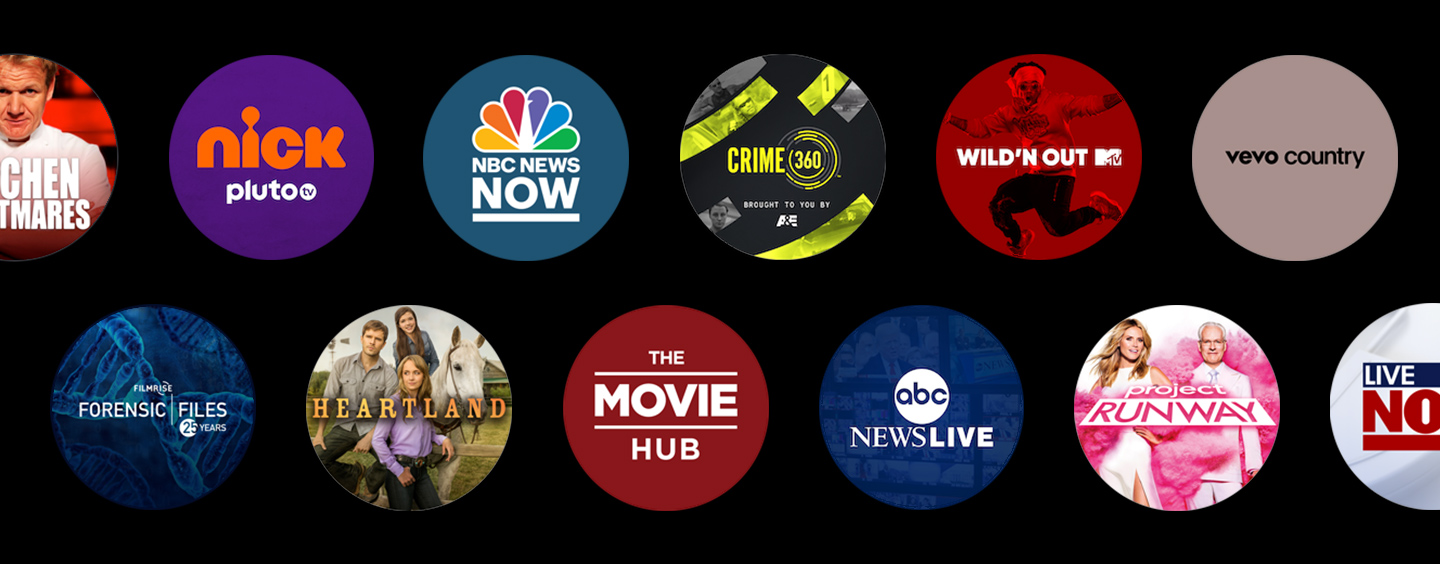 CHEN
TMARES
nick
pluto tv
NBC NEWS
NOW
CRIME 360
BROUGHT TO YOU BY
A&E
WILD'N OUT MTV
vevo country
FILMRISE
FORENSIC FILES
25 YEARS
HEARTLAND
THE
MOVIE
HUB
abc
NEWS LIVE
project
RUNWAY
LIVE
NO